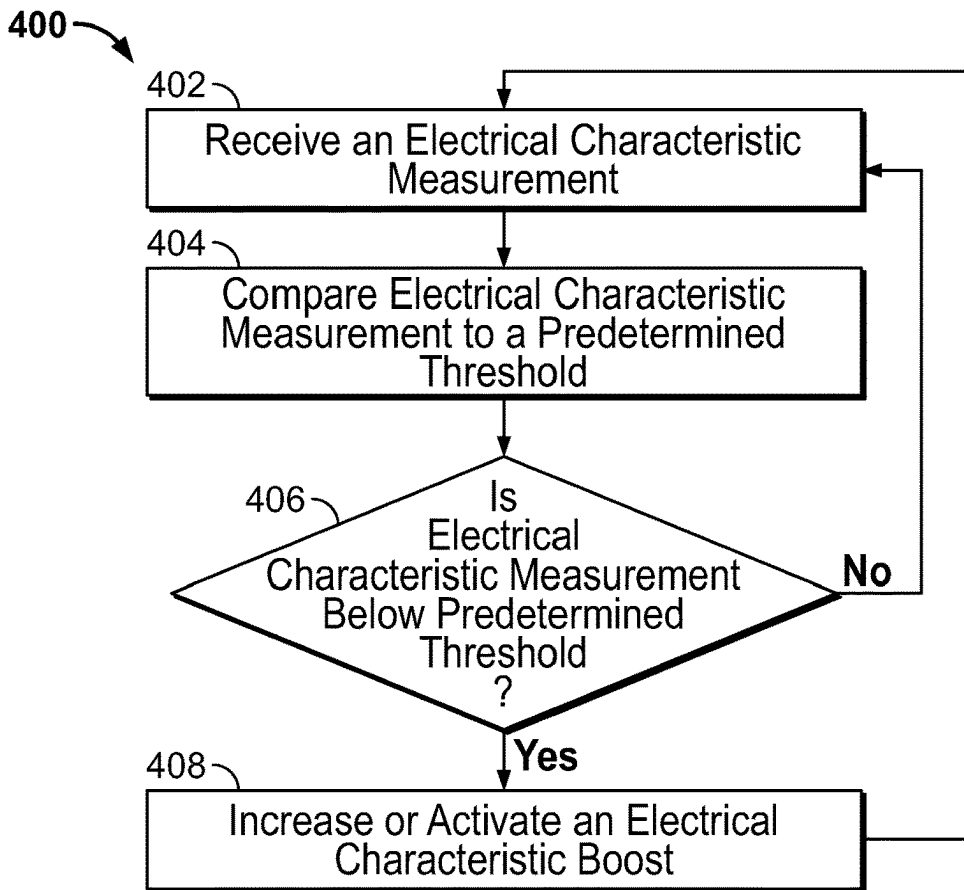 400
402
Receive an Electrical Characteristic
Measurement
404
Compare Electrical Characteristic
Measurement to a Predetermined
Threshold
406
Is
Electrical
Characteristic Measurement
Below Predetermined
Threshold
?
No
Yes
408
Increase or Activate an Electrical
Characteristic Boost